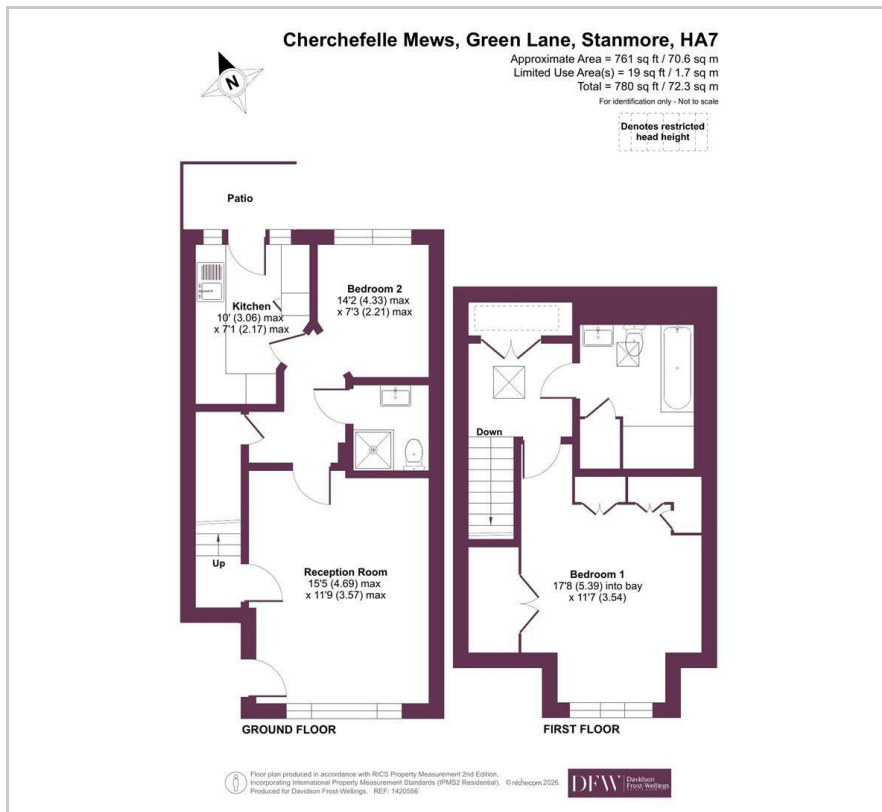 Cherchefelle Mews, Green Lane, Stanmore, HA7
Approximate Area = 761 sq ft / 70.6 sq m
Limited Use Area(s) = 19 sq ft / 1.7 sq m
Total = 780 sq ft / 72.3 sq m
For identification only - Not to scale
Denotes restricted
head height
N
Patio
Kitchen
10' (3.06) max
x 7'1 (2.17) max
Bedroom 2
14'2 (4.33) max
x 7'3 (2.21) max
Down
Up
Reception Room
15'5 (4.69) max
x 11'9 (3.57) max
Bedroom 1
17'8 (5.39) into bay
x 11'7 (3.54)
GROUND FLOOR
FIRST FLOOR
Floor plan produced in accordance with RICS Property Measurement 2nd Edition,
Incorporating International Property Measurement Standards (IPMS2 Residential). © nichecom 2026.
Produced for Davidson Frost-Wellings. REF: 1420556
DFW
Davidson
Frost-Wellings